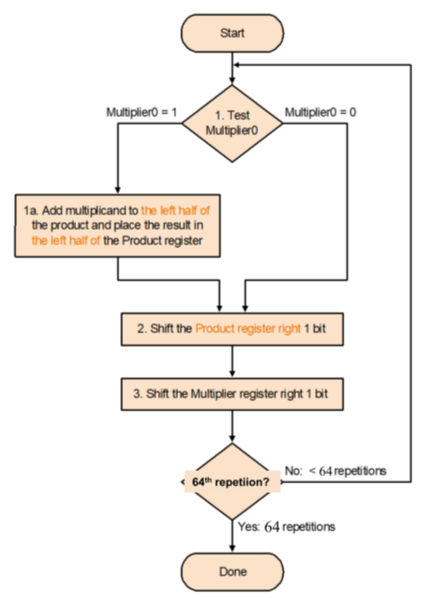 Start
Multiplier0 = 1
1. Test
Multiplier0
Multiplier0 = 0
1a. Add multiplicand to the left half of
the product and place the result in
the left half of the Product register
2. Shift the Product register right 1 bit
3. Shift the Multiplier register right 1 bit
64th repetiion?
No: < 64 repetitions
Yes: 64 repetitions
Done